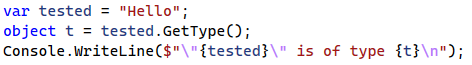 var tested = "Hello";
object t = tested.GetType();
Console.WriteLine($"\"{tested}\" is of type {t}\n");